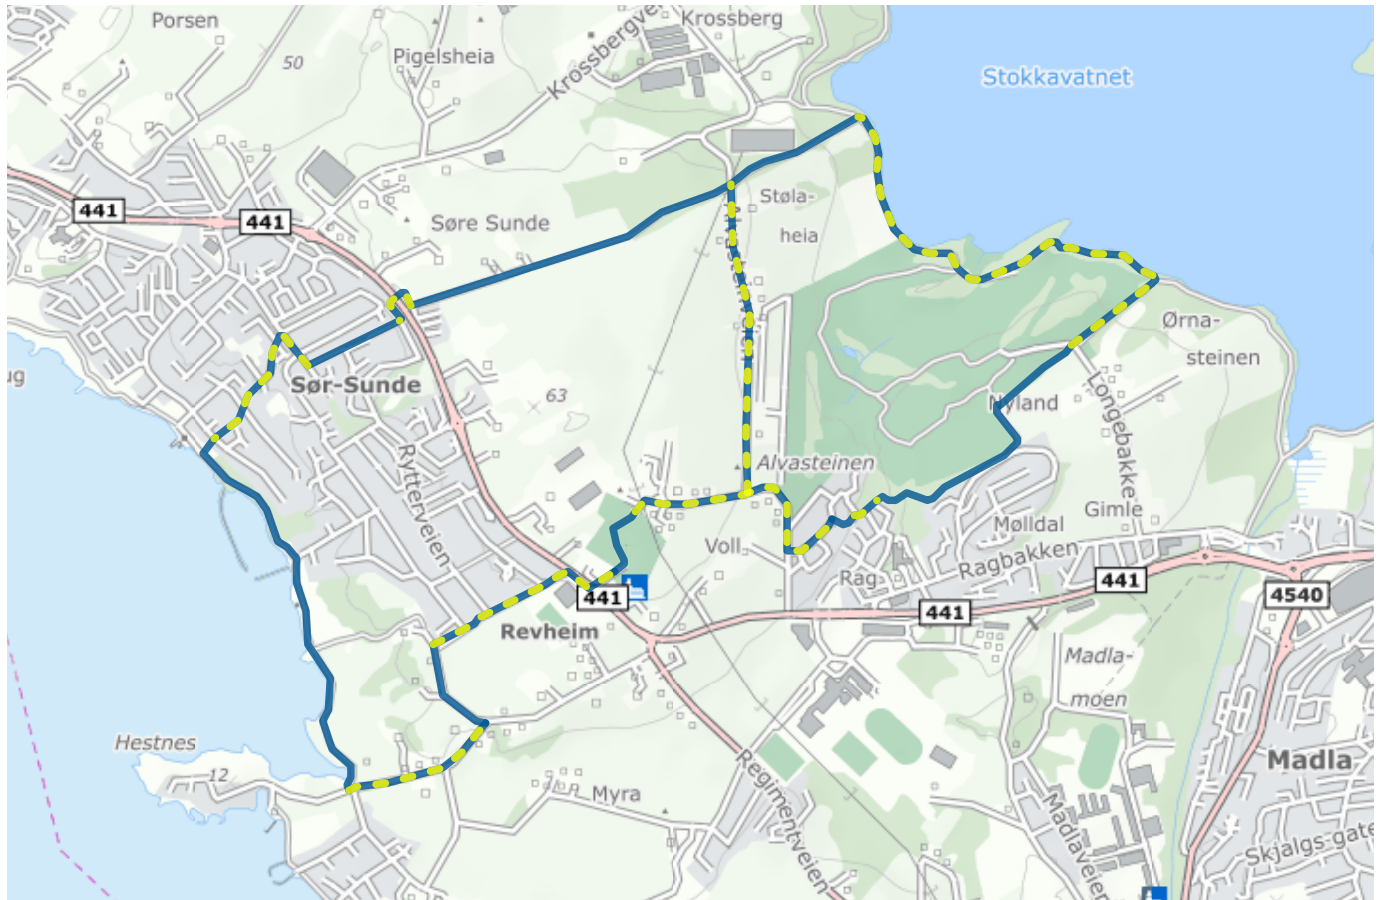 Porsen
Krossberg
Pigelsheia
50
Krossbergve
Stokkavatnet
441
441
Søre Sunde
Støla-
heia
Ørna-
steinen
ug
Sør-Sunde
63
Nyland
Longebakke
Rytterveien
Alvasteinen
Gimle
Mølldal
Voll
Ragbakken
Rag
441
441
441
4540
Revheim
Madla-
moen
Hestnes
12
Madla
Myra
Regimentveien
Madlaveien
Skjalgs-gate